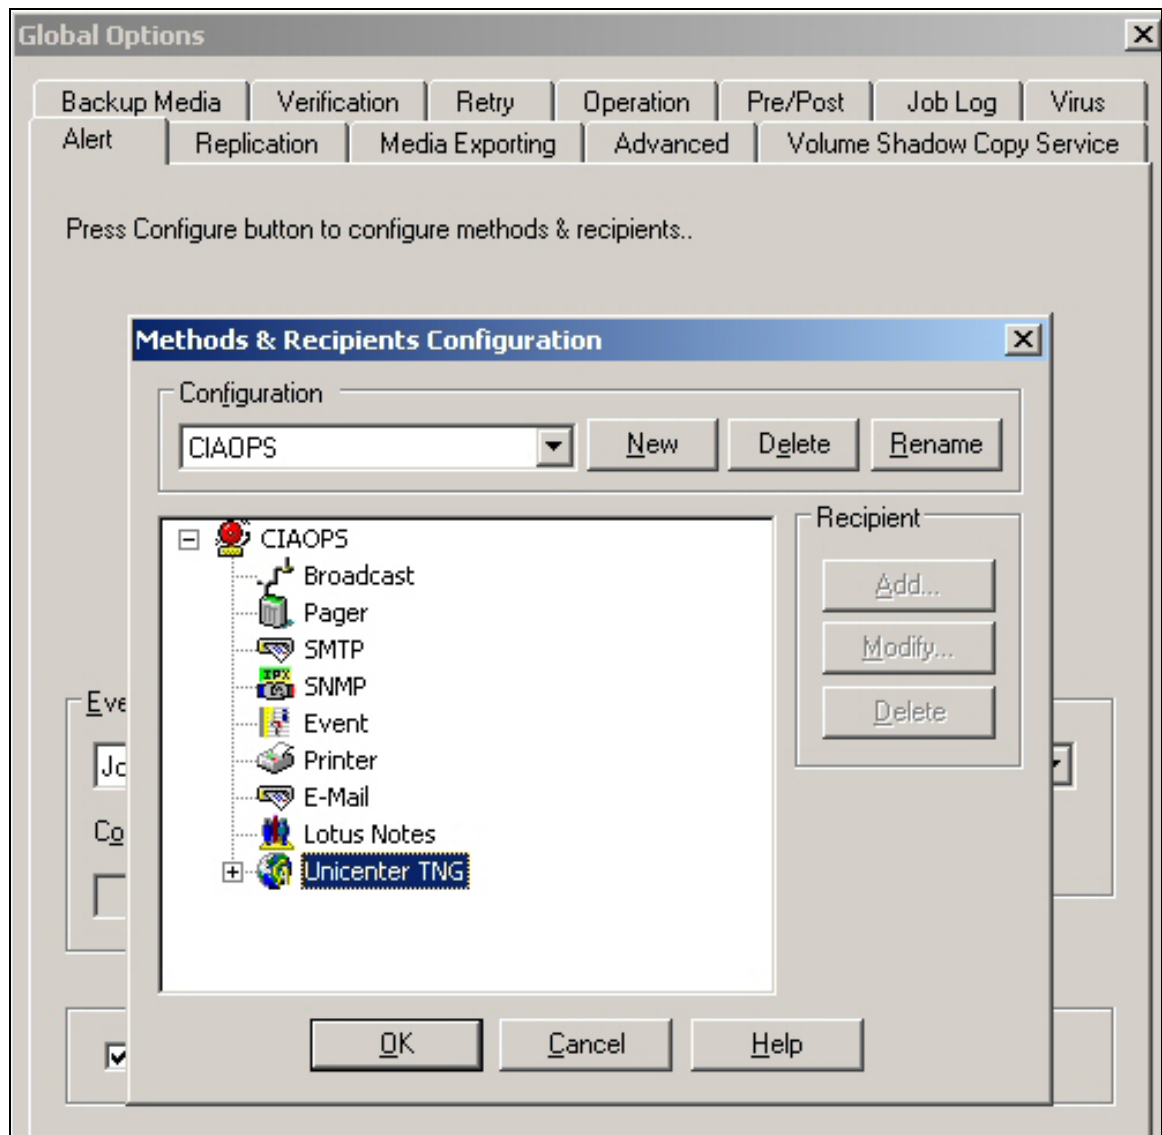 Global Options
Backup Media Verification Retry Operation Pre/Post Job Log Virus
Alert Replication Media Exporting Advanced Volume Shadow Copy Service
Press Configure button to configure methods & recipients..
Methods & Recipients Configuration
Configuration
CIAOPS New Delete Rename
Recipient
CIAOPS
Broadcast
Add...
Pager
SMTP
Modify...
SNMP
Event
Delete
Printer
E-Mail
Lotus Notes
Unicenter TNG
IPX
OK Cancel Help